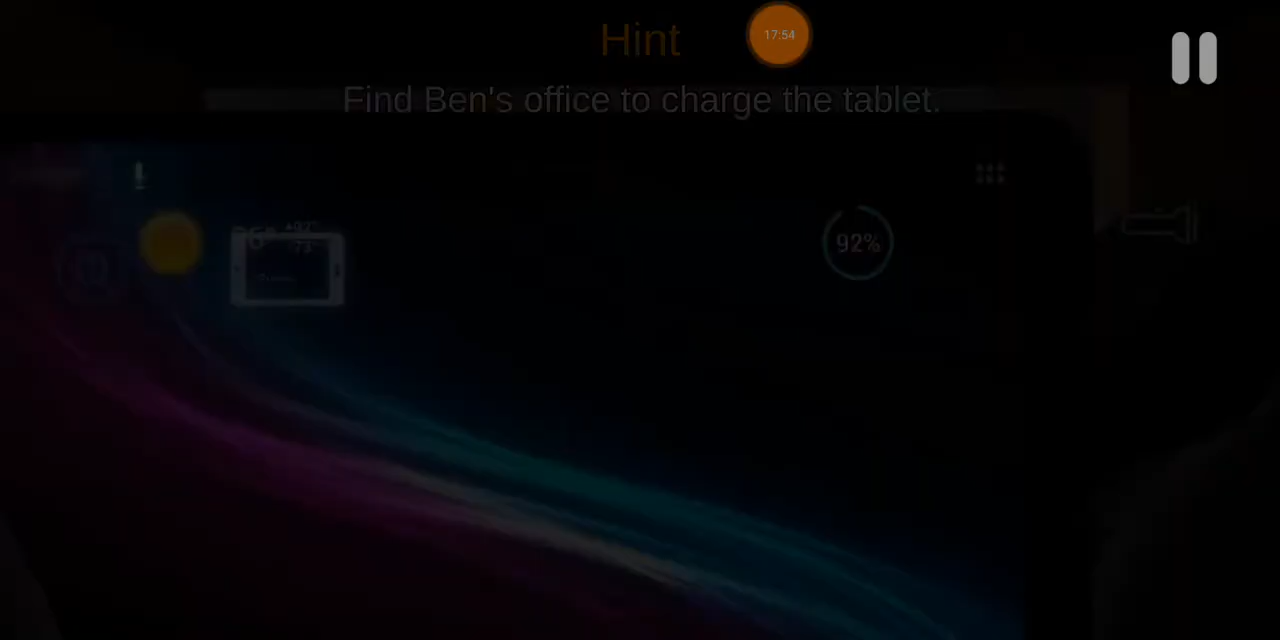 Hint
17:54
Find Ben's office to charge the tablet.
92%